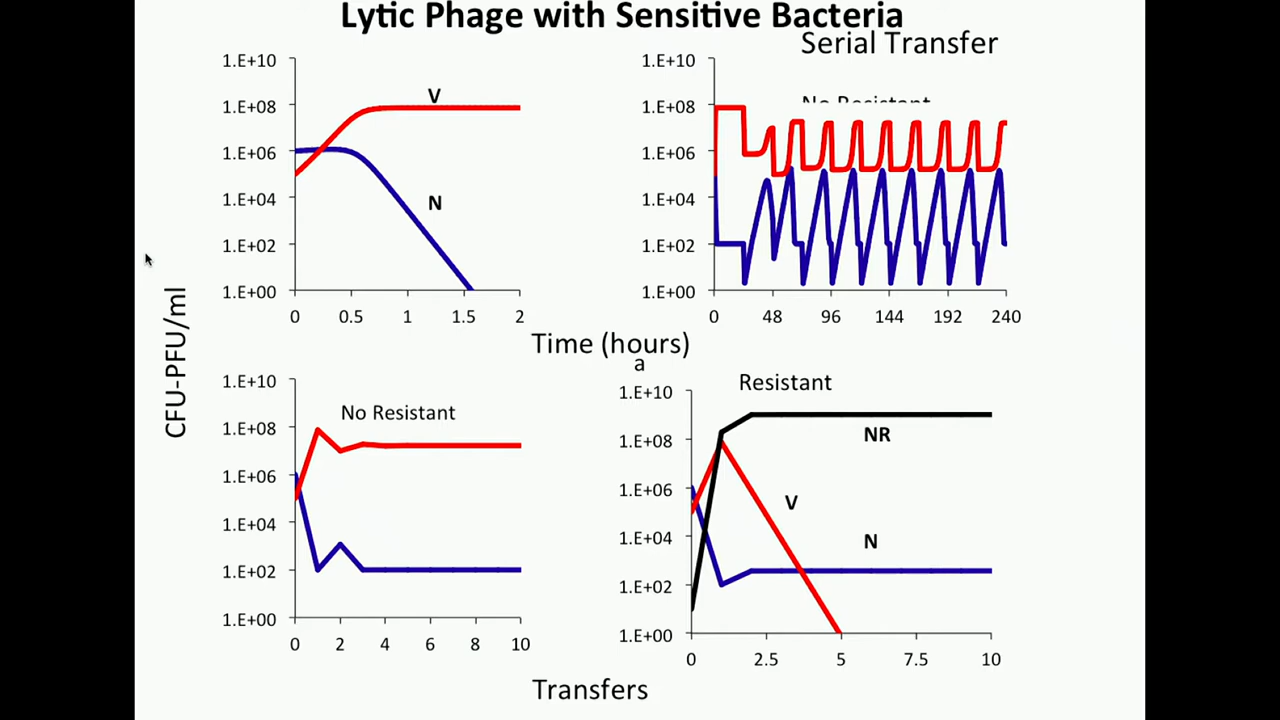 Lytic Phage with Sensitive Bacteria
Serial Transfer
1.E+10
1.E+08
1.E+06
1.E+04
1.E+02
1.E+00
V
N
0 0.5 1 1.5 2
1.E+10
1.E+08
1.E+06
1.E+04
1.E+02
1.E+00
No Resistant
0 48 96 144 192 240
Time (hours)
a
CFU-PFU/ml
1.E+10
1.E+08
1.E+06
1.E+04
1.E+02
1.E+00
No Resistant
0 2 4 6 8 10
Resistant
1.E+10
1.E+08
1.E+06
1.E+04
1.E+02
1.E+00
NR
V
N
0 2.5 5 7.5 10
Transfers